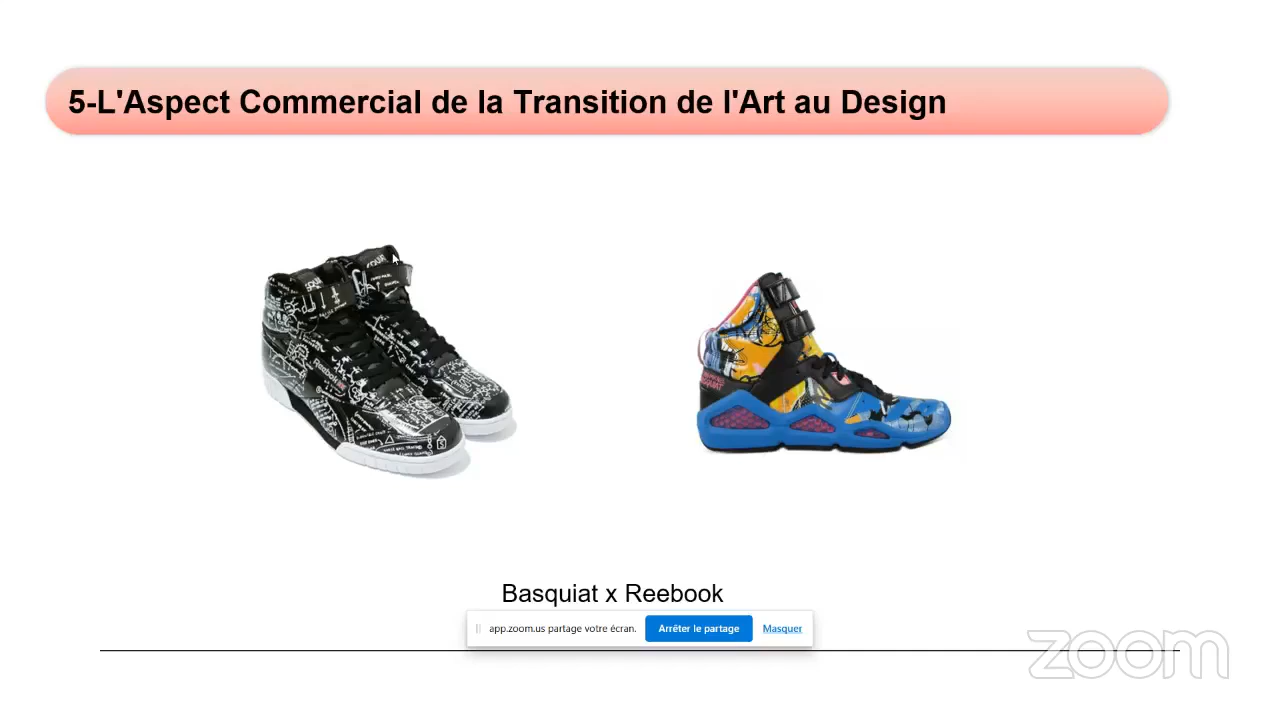 5-L'Aspect Commercial de la Transition de l'Art au Design
Reebok
Basquiat x Reebook
app.zoom.us partage votre écran. Arrêter le partage Masquer
zoom